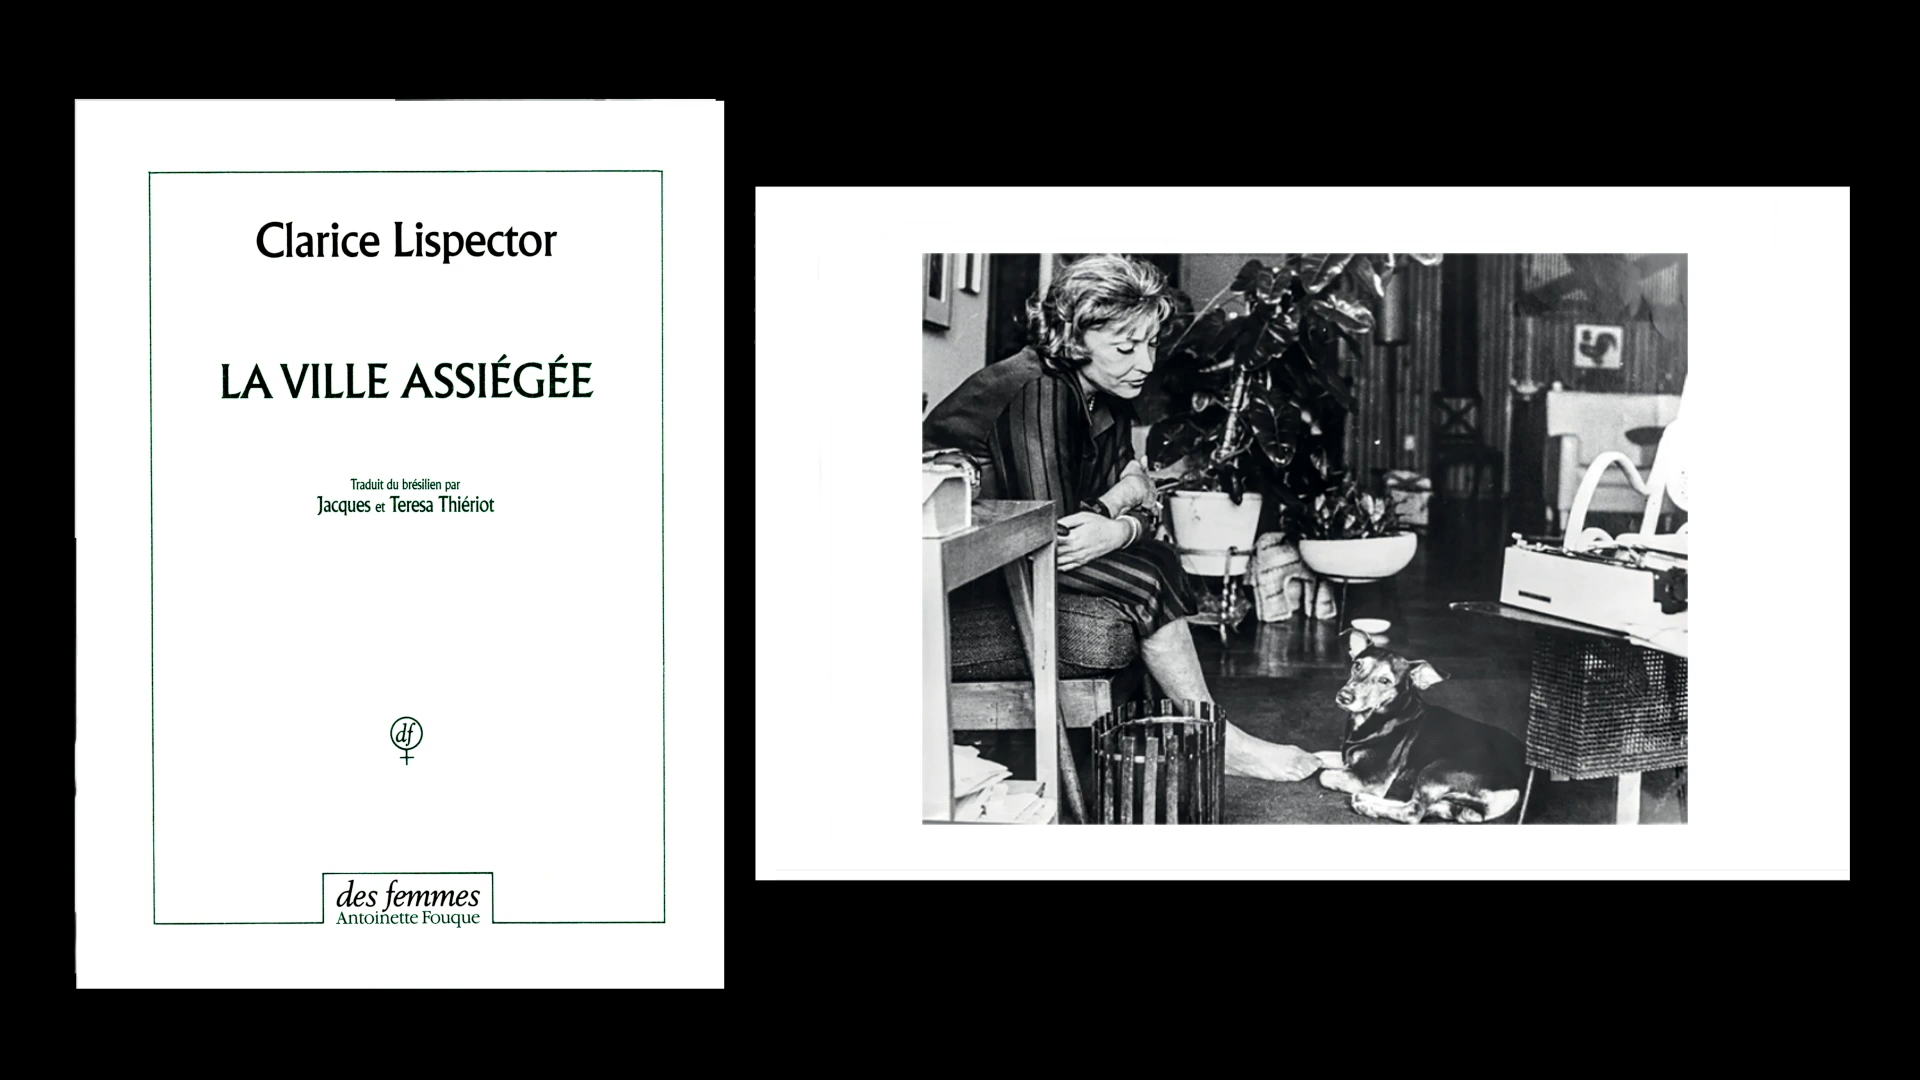 Clarice Lispector
LA VILLE ASSIÉGÉE
Traduit du brésilien par
Jacques et Teresa Thiériot
df
des femmes
Antoinette Fouque